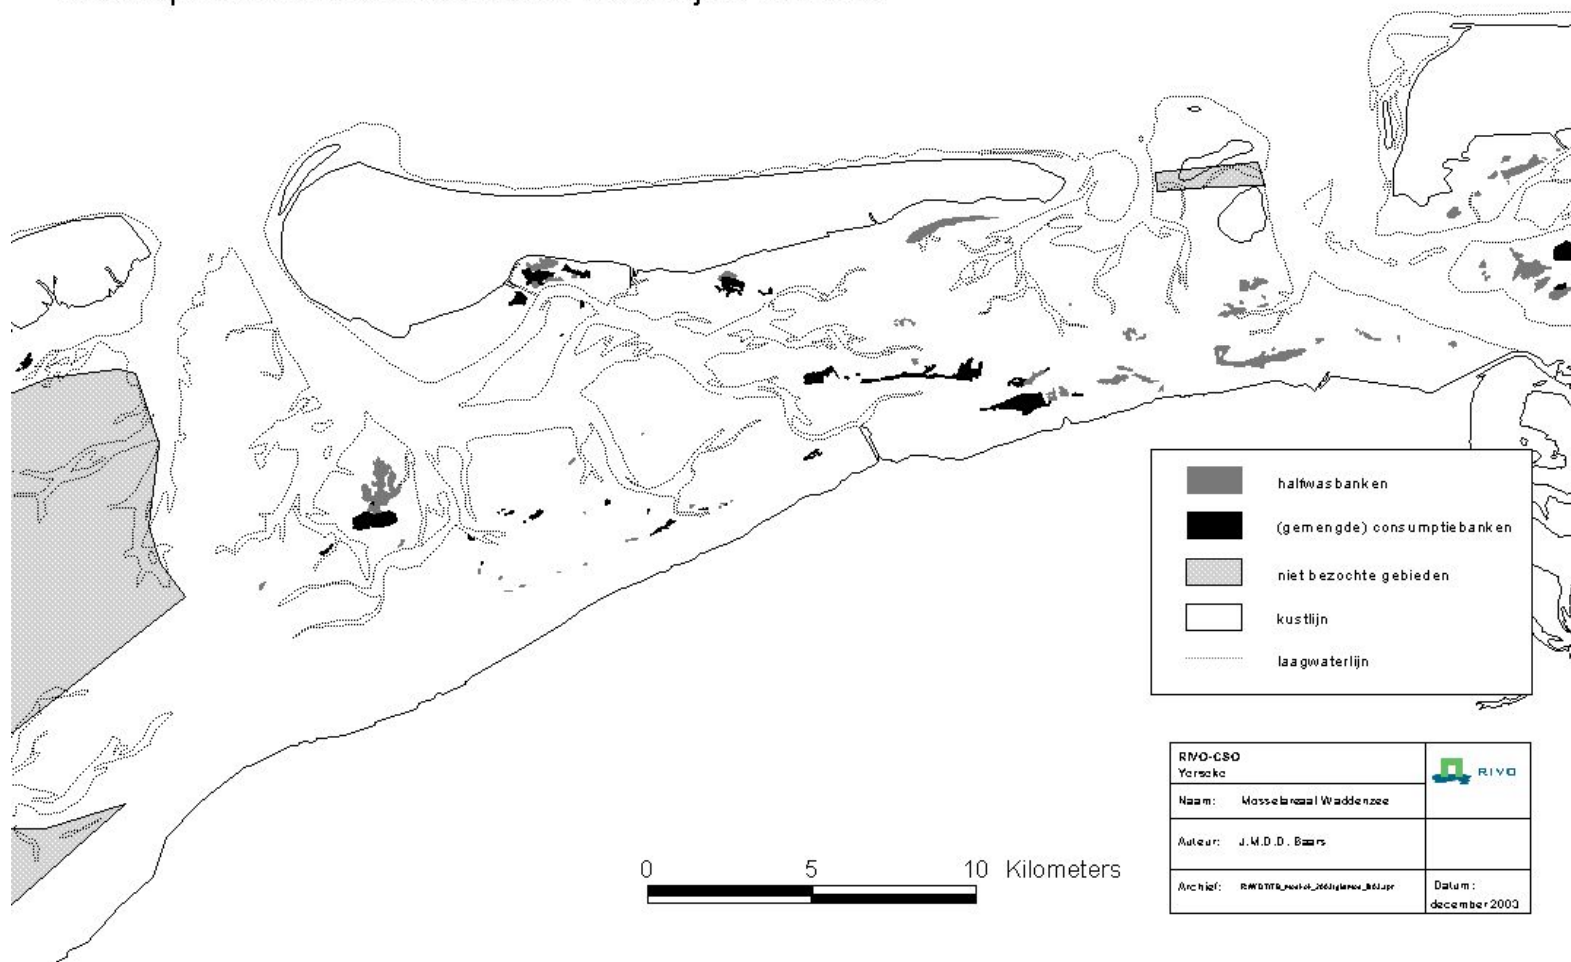 halfwasbanken
(gemengde) consumptiebanken
niet bezochte gebieden
kustlijn
laagwaterlijn
RIVO-CSO
Yerseke
RIVO
Naam: Mosselareaal Waddenzee
Auteur: J.M.D.D. Baars
Archief:
Datum:
december 2003
0 5 10 Kilometers